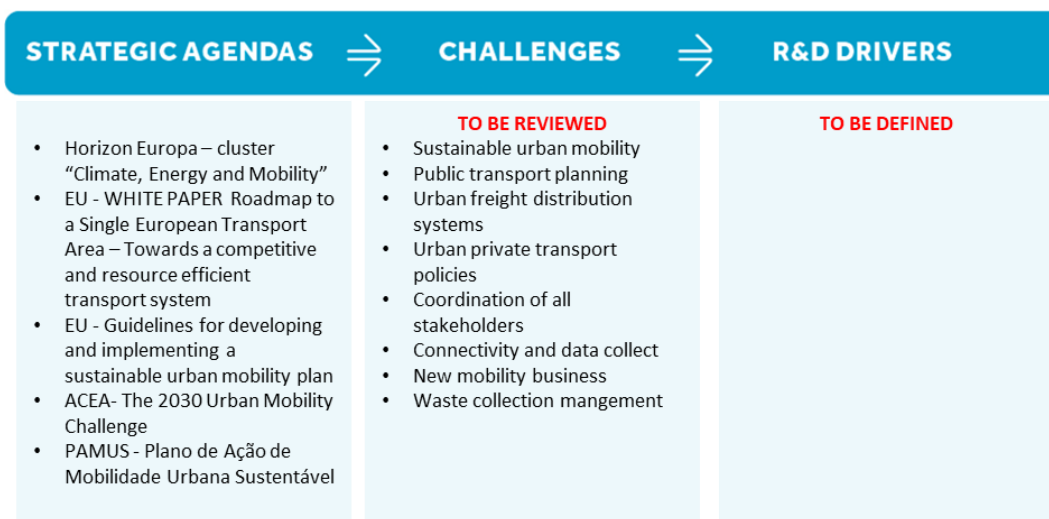 STRATEGIC AGENDAS
CHALLENGES
R&D DRIVERS
• Horizon Europa – cluster
“Climate, Energy and Mobility”
• EU - WHITE PAPER Roadmap to
a Single European Transport
Area – Towards a competitive
and resource efficient
transport system
• EU - Guidelines for developing
and implementing a
sustainable urban mobility plan
• ACEA- The 2030 Urban Mobility
Challenge
• PAMUS - Plano de Ação de
Mobilidade Urbana Sustentável
TO BE REVIEWED
• Sustainable urban mobility
• Public transport planning
• Urban freight distribution
systems
• Urban private transport
policies
• Coordination of all
stakeholders
• Connectivity and data collect
• New mobility business
• Waste collection mangement
TO BE DEFINED